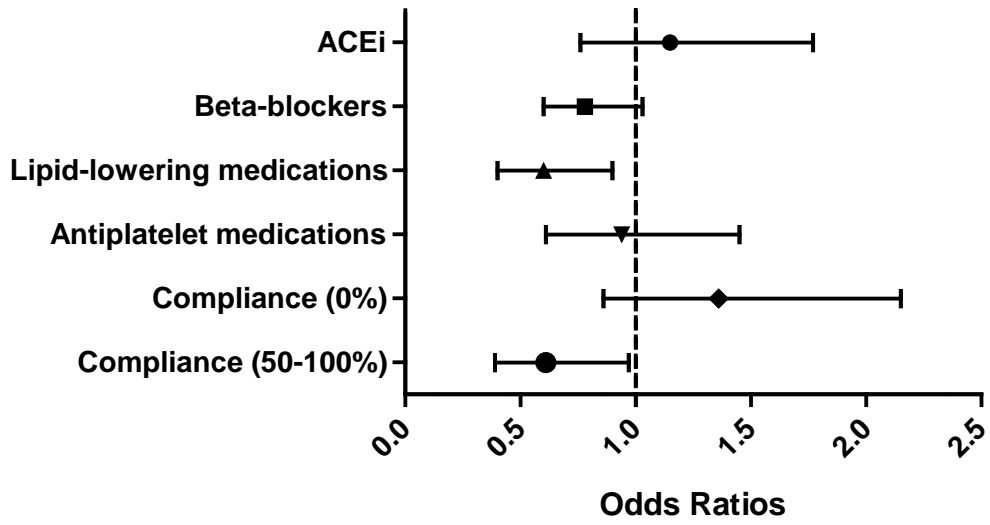 ACEi
Beta-blockers
Lipid-lowering medications
Antiplatelet medications
Compliance (0%)
Compliance (50-100%)
0.0 0.5 1.0 1.5 2.0 2.5
Odds Ratios